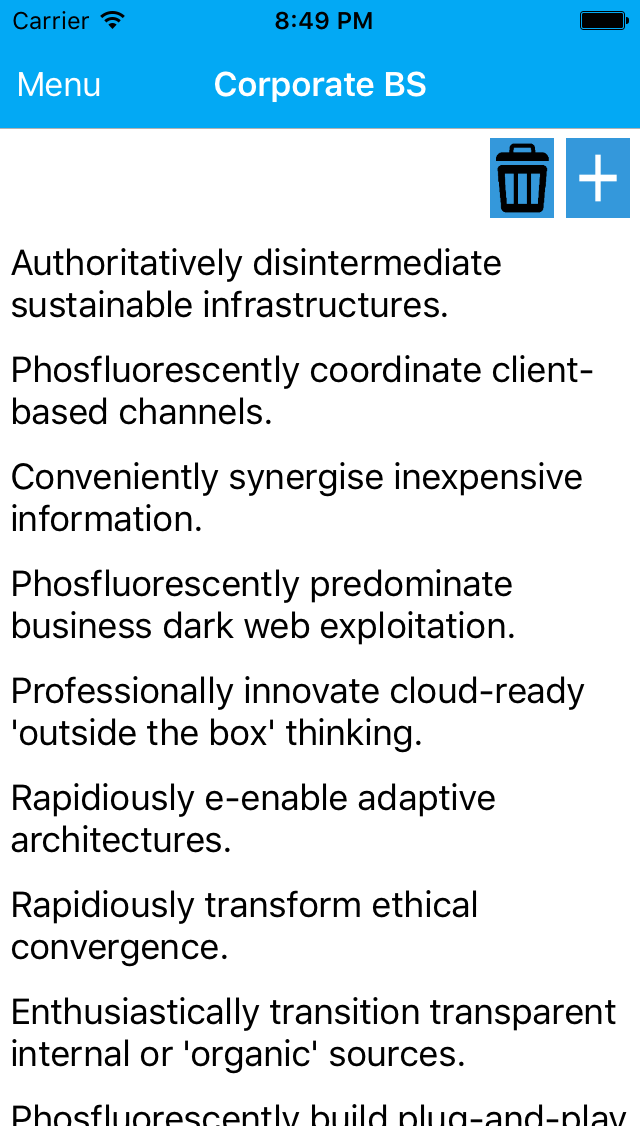 Carrier 8:49 PM
Menu Corporate BS
Authoritatively disintermediate
sustainable infrastructures.
Phosfluorescently coordinate client-
based channels.
Conveniently synergise inexpensive
information.
Phosfluorescently predominate
business dark web exploitation.
Professionally innovate cloud-ready
'outside the box' thinking.
Rapidiously e-enable adaptive
architectures.
Rapidiously transform ethical
convergence.
Enthusiastically transition transparent
internal or 'organic' sources.
Phosfluorescently build plug-and-play